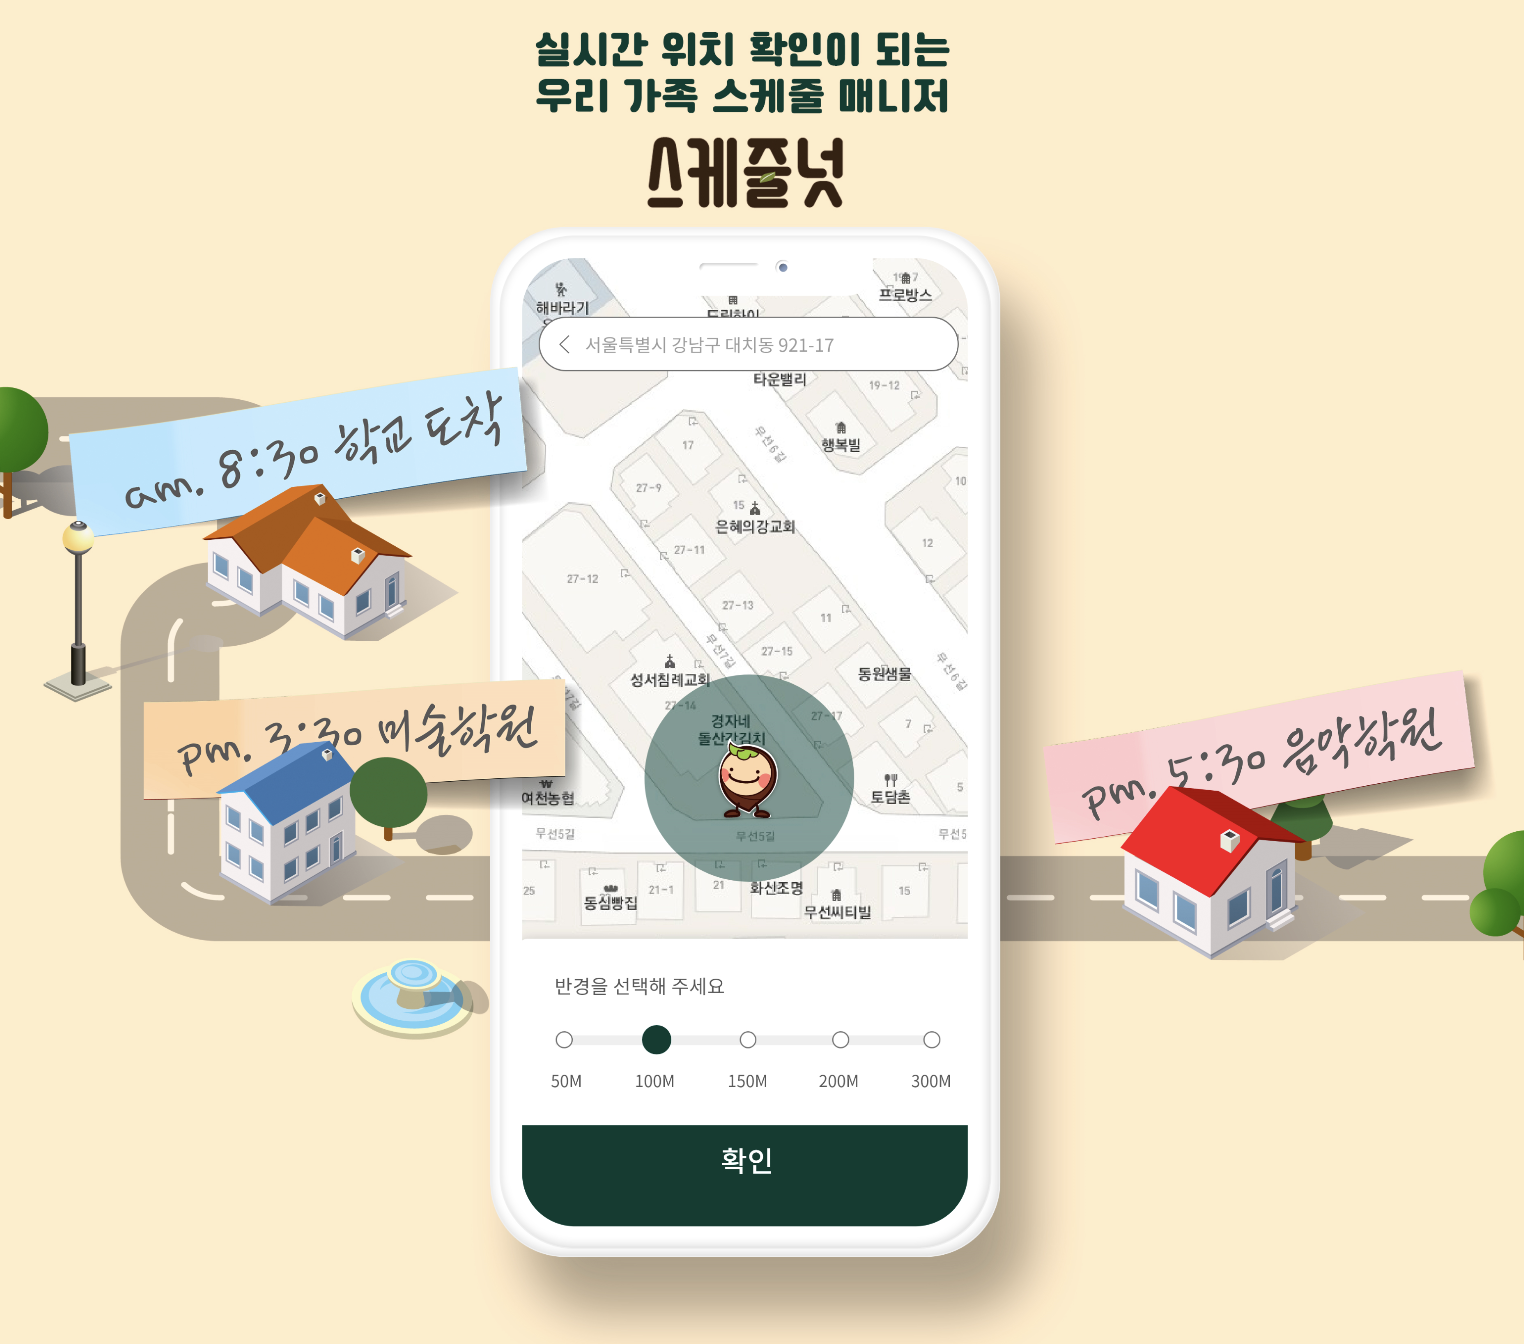 실시간 위치 확인이 되는
우리 가족 스케줄 매니저
스케줄넛
해바라기
드림하이
19-7
프로방스
서울특별시 강남구 대치동 921-17
타운밸리
19-12
행복빌
무선6길
17
27-9
15
은혜의강교회
10
12
27-11
27-12
27-13
11
무선7길
27-15
성서침례교회
동원샘물
무선6길
27-14
경자네
돌산갓김치
27-17
7
여천농협
토담촌
5
무선5길
무선5길
무선5
25
동심빵집
21-1
21
화신조명
무선씨티빌
15
am. 8:30 학교 도착
pm. 3:30 미술학원
pm. 5:30 음악학원
반경을 선택해 주세요
50M 100M 150M 200M 300M
확인